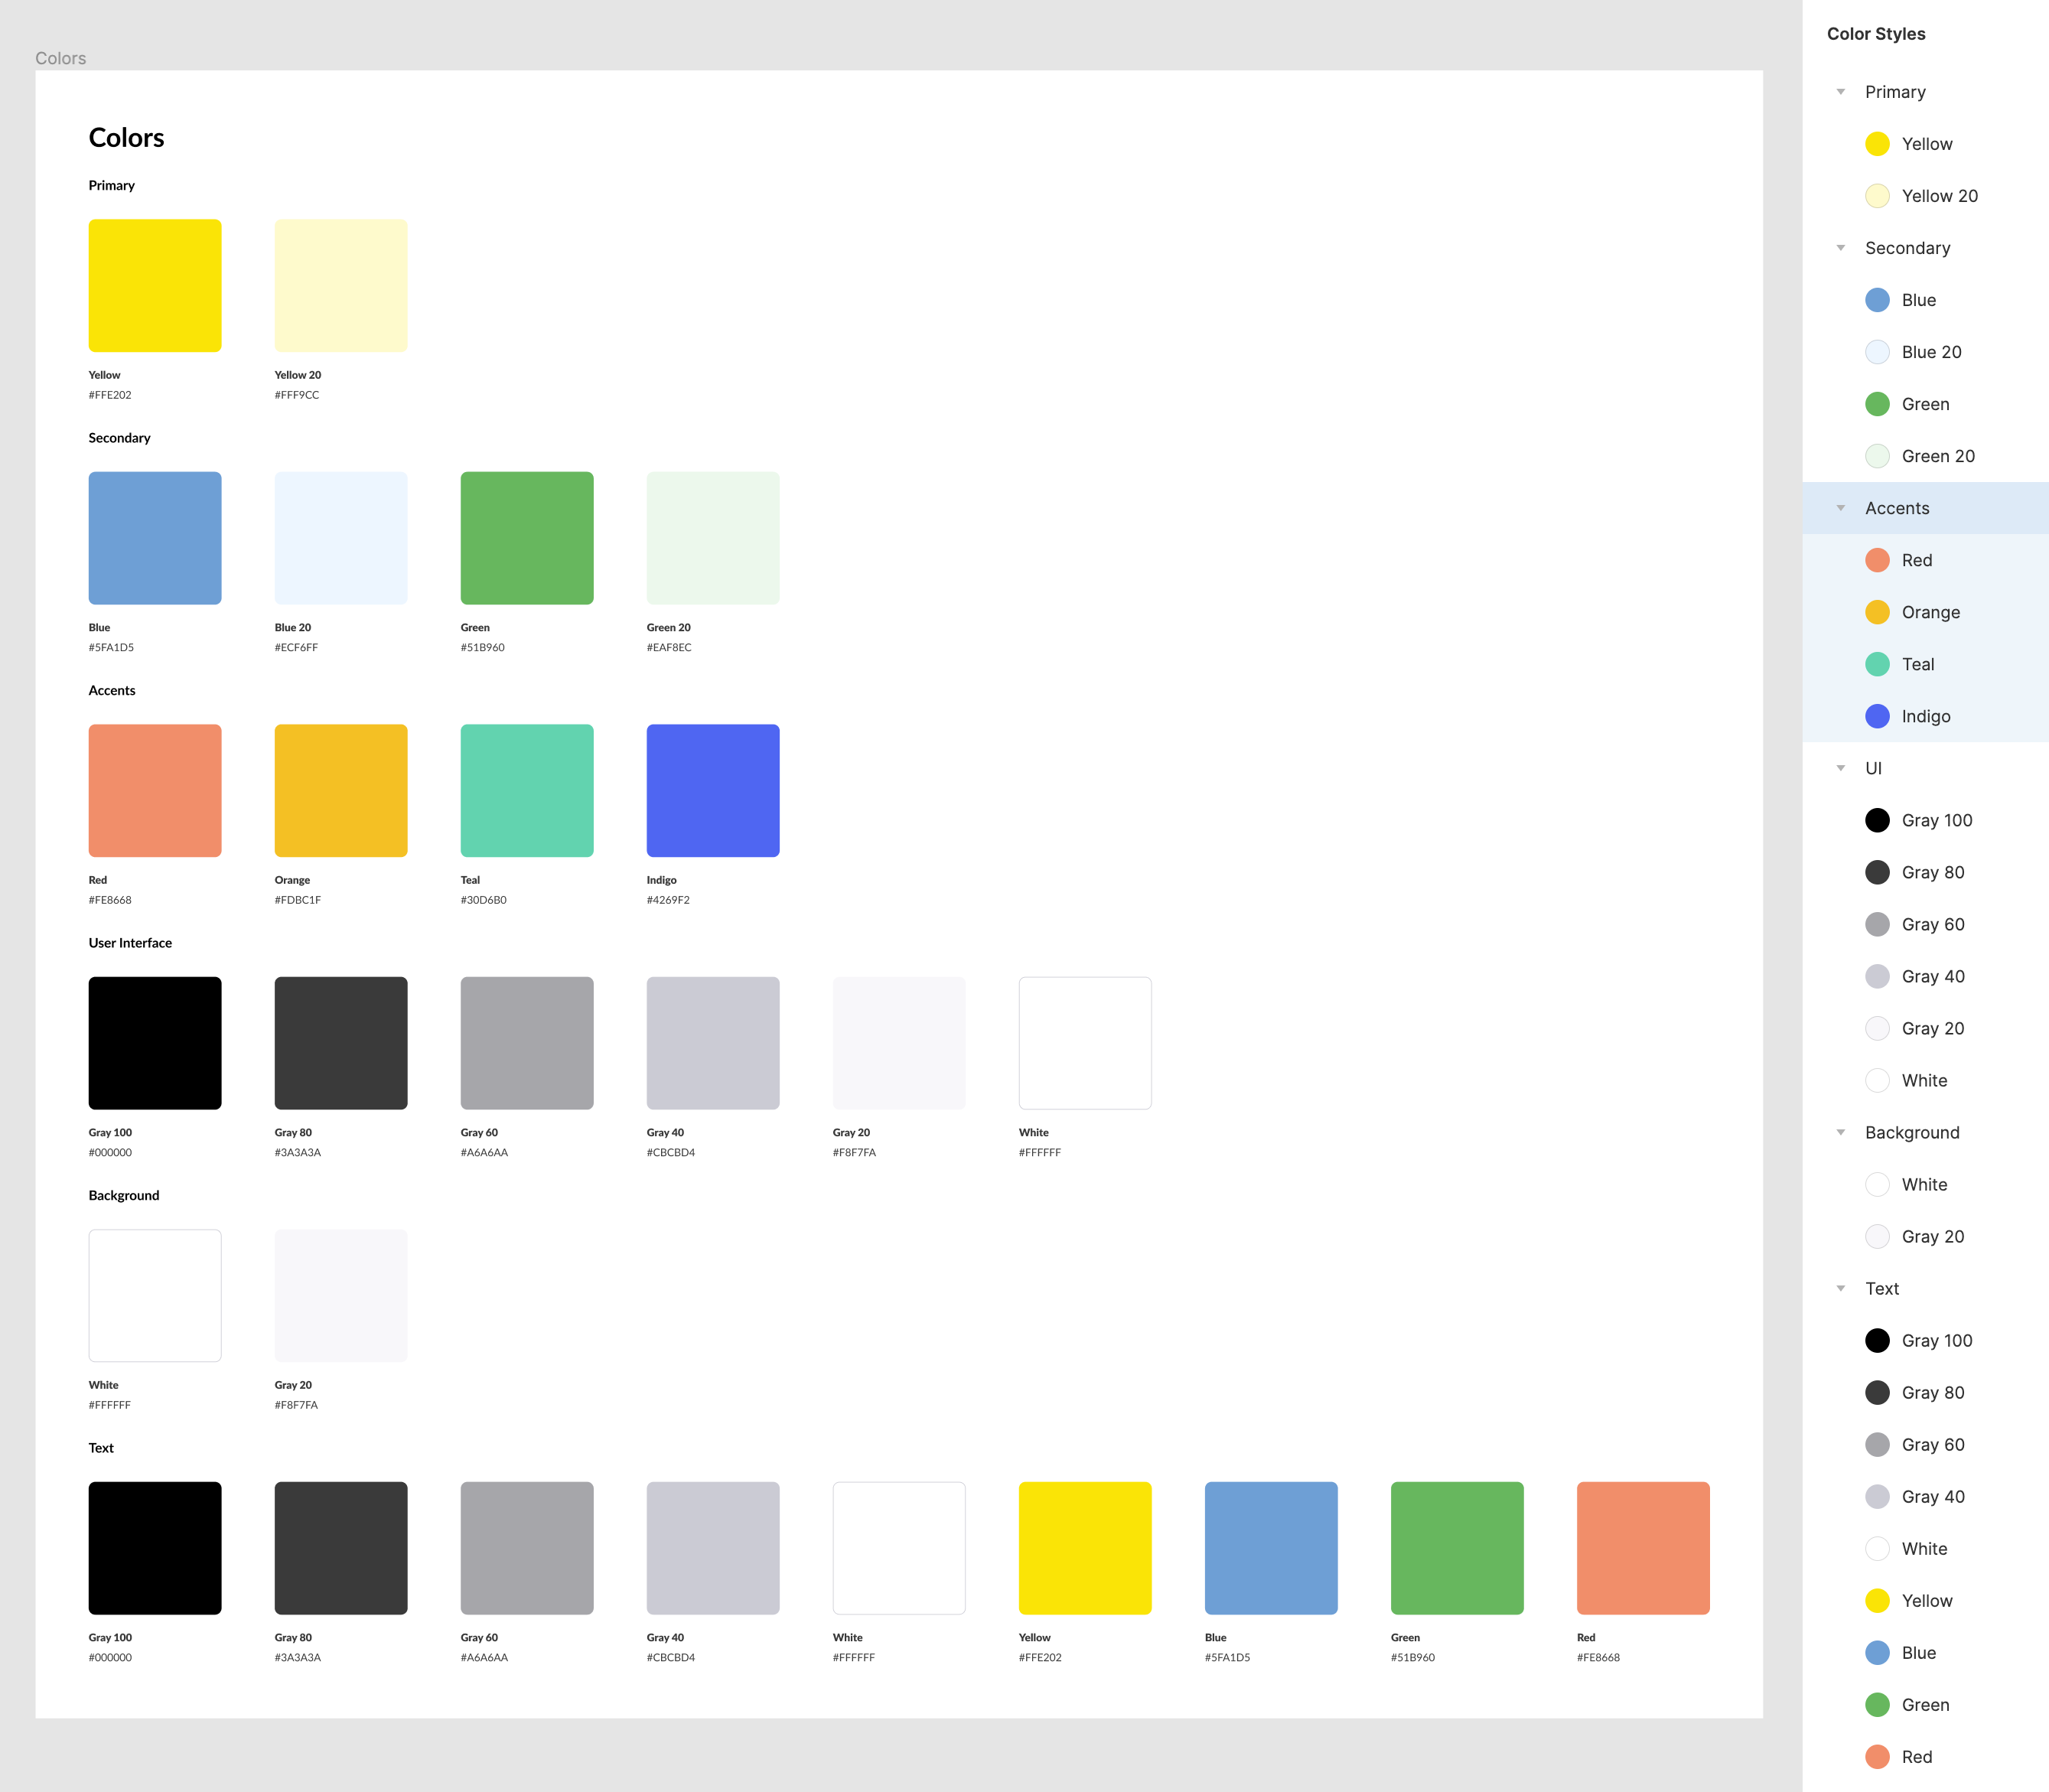 Colors
Colors
Primary
Yellow
#FFE202
Yellow 20
#FFF9CC
Secondary
Blue
#5FA1D5
Blue 20
#ECF6FF
Green
#51B960
Green 20
#EAF8EC
Accents
Red
#FE8668
Orange
#FDBC1F
Teal
#30D6B0
Indigo
#4269F2
User Interface
Gray 100
#000000
Gray 80
#3A3A3A
Gray 60
#A6A6AA
Gray 40
#CBCBD4
Gray 20
#F8F7FA
White
#FFFFFF
Background
White
#FFFFFF
Gray 20
#F8F7FA
Text
Gray 100
#000000
Gray 80
#3A3A3A
Gray 60
#A6A6AA
Gray 40
#CBCBD4
White
#FFFFFF
Yellow
#FFE202
Blue
#5FA1D5
Green
#51B960
Red
#FE8668
Color Styles
Primary
Yellow
Yellow 20
Secondary
Blue
Blue 20
Green
Green 20
Accents
Red
Orange
Teal
Indigo
UI
Gray 100
Gray 80
Gray 60
Gray 40
Gray 20
White
Background
White
Gray 20
Text
Gray 100
Gray 80
Gray 60
Gray 40
White
Yellow
Blue
Green
Red